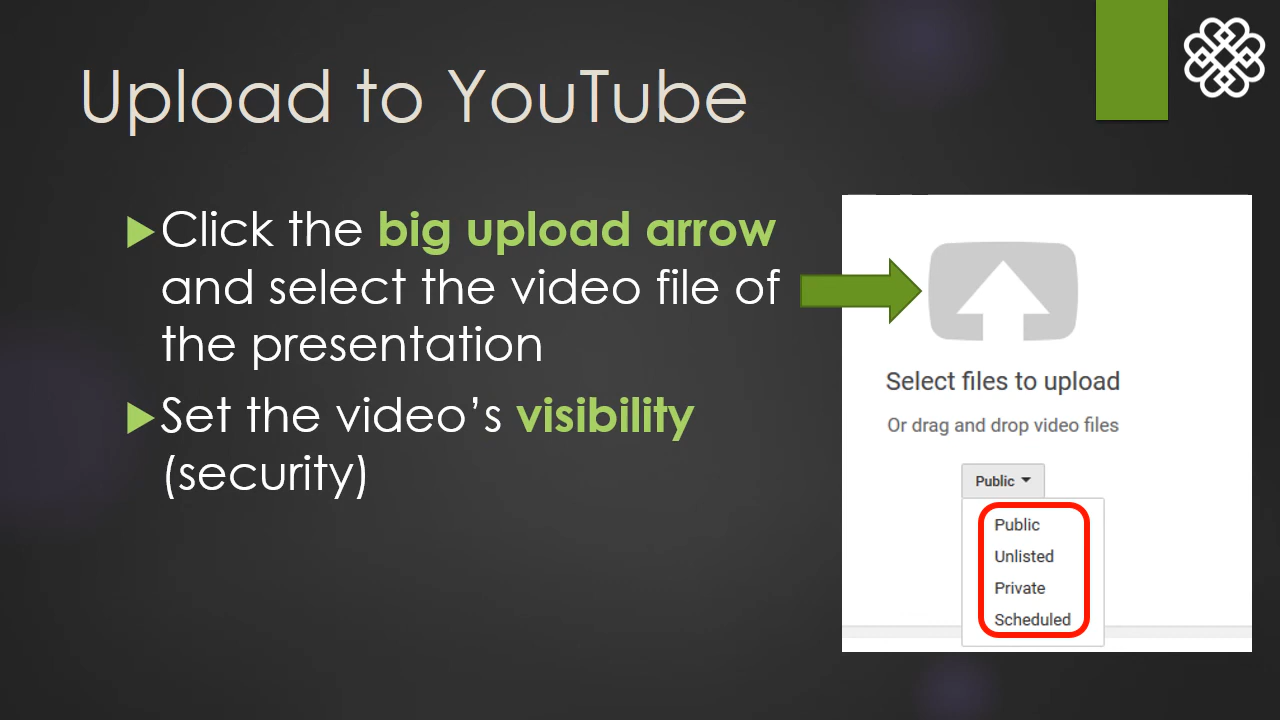 Upload to YouTube
Click the big upload arrow
and select the video file of
the presentation
Set the video’s visibility
(security)
Select files to upload
Or drag and drop video files
Public
Public
Unlisted
Private
Scheduled